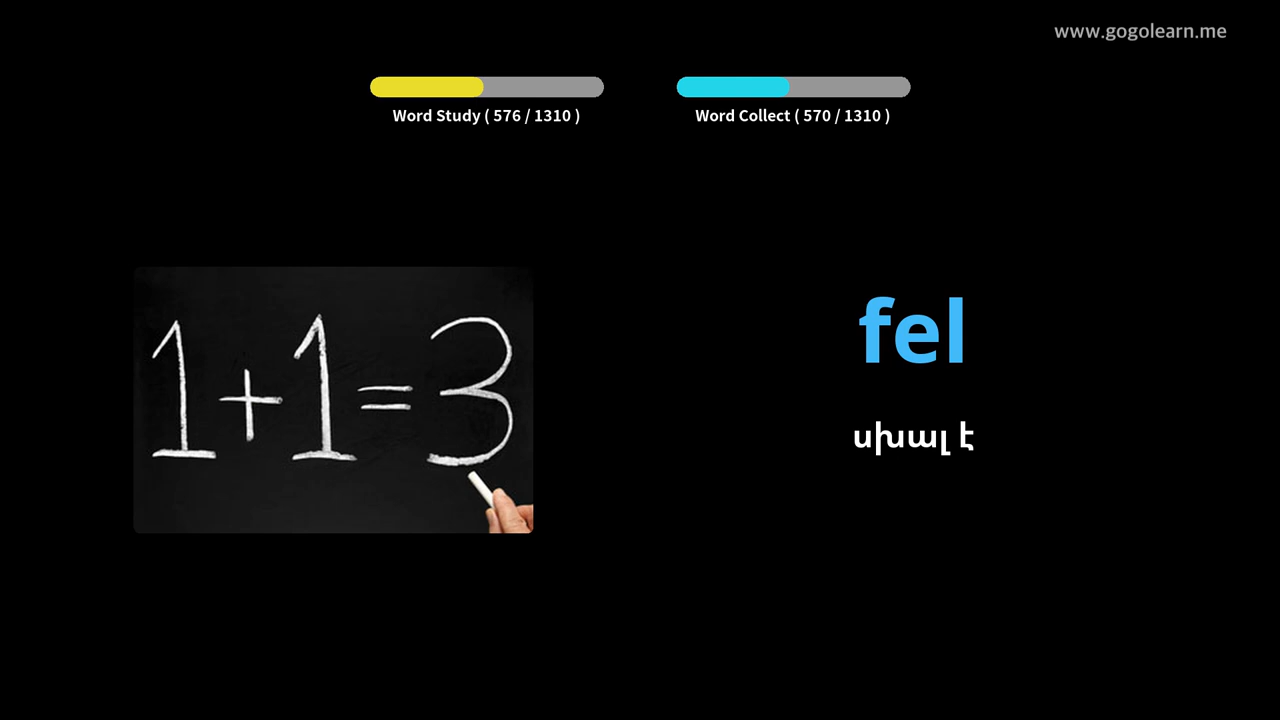 www.gogolearn.me
Word Study ( 576 / 1310 )
Word Collect ( 570 / 1310 )
1+1=3
fel
սխալ է